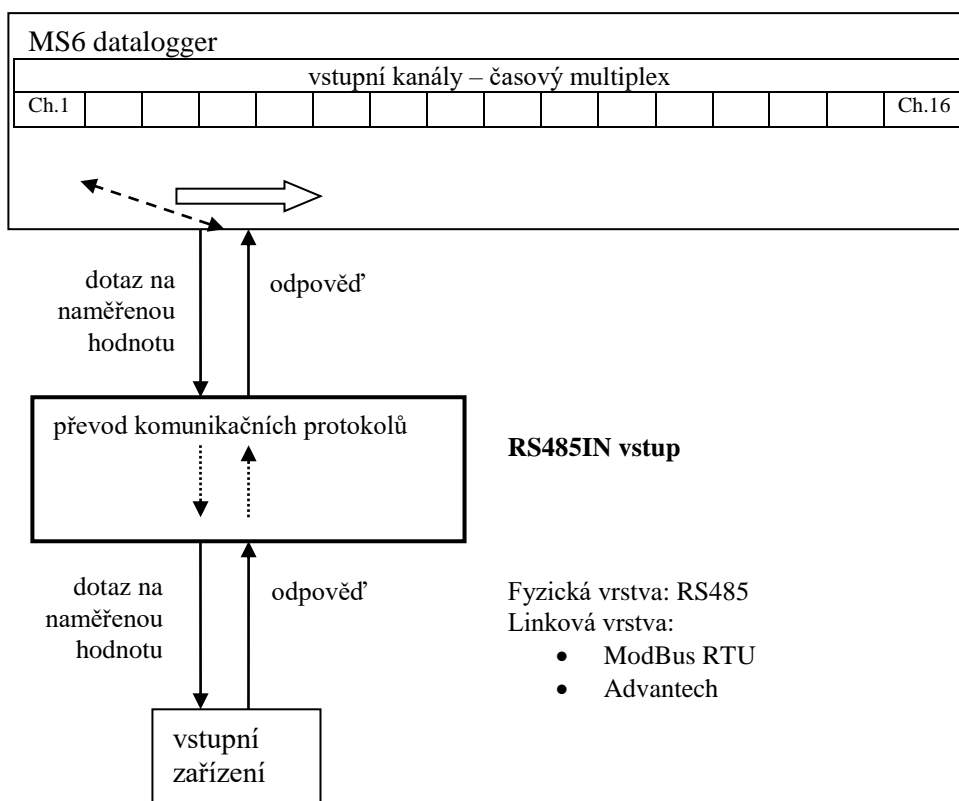 MS6 datalogger
vstupní kanály – časový multiplex
Ch.1
Ch.16
dotaz na
naměřenou
hodnotu
odpověď
převod komunikačních protokolů
RS485IN vstup
dotaz na
naměřenou
hodnotu
odpověď
Fyzická vrstva: RS485
Linková vrstva:
• ModBus RTU
• Advantech
vstupní
zařízení